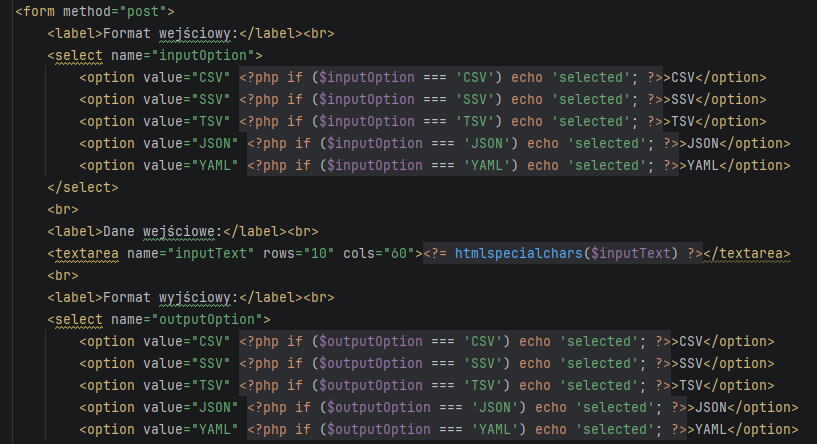 <form method="post">
<label>Format wejściowy:</label><br>
<select name="inputOption">
<option value="CSV" <?php if ($inputOption === 'CSV') echo 'selected'; ?>>CSV</option>
<option value="SSV" <?php if ($inputOption === 'SSV') echo 'selected'; ?>>SSV</option>
<option value="TSV" <?php if ($inputOption === 'TSV') echo 'selected'; ?>>TSV</option>
<option value="JSON" <?php if ($inputOption === 'JSON') echo 'selected'; ?>>JSON</option>
<option value="YAML" <?php if ($inputOption === 'YAML') echo 'selected'; ?>>YAML</option>
</select>
<br>
<label>Dane wejściowe:</label><br>
<textarea name="inputText" rows="10" cols="60"><?= htmlspecialchars($inputText) ?></textarea>
<br>
<label>Format wyjściowy:</label><br>
<select name="outputOption">
<option value="CSV" <?php if ($outputOption === 'CSV') echo 'selected'; ?>>CSV</option>
<option value="SSV" <?php if ($outputOption === 'SSV') echo 'selected'; ?>>SSV</option>
<option value="TSV" <?php if ($outputOption === 'TSV') echo 'selected'; ?>>TSV</option>
<option value="JSON" <?php if ($outputOption === 'JSON') echo 'selected'; ?>>JSON</option>
<option value="YAML" <?php if ($outputOption === 'YAML') echo 'selected'; ?>>YAML</option>